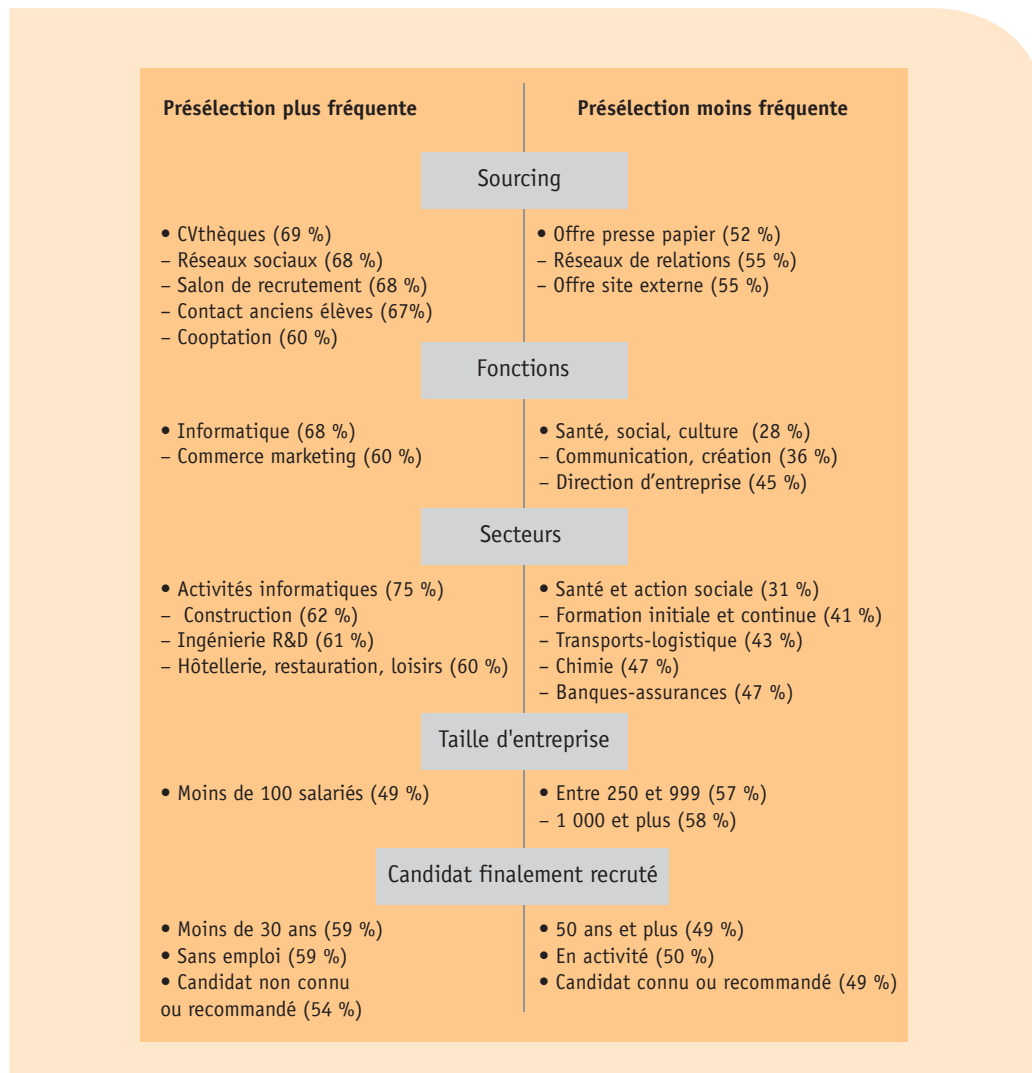 Présélection plus fréquente
Présélection moins fréquente
Sourcing
• CVthèques (69 %)
– Réseaux sociaux (68 %)
– Salon de recrutement (68 %)
– Contact anciens élèves (67%)
– Cooptation (60 %)
• Offre presse papier (52 %)
– Réseaux de relations (55 %)
– Offre site externe (55 %)
Fonctions
• Informatique (68 %)
– Commerce marketing (60 %)
• Santé, social, culture (28 %)
– Communication, création (36 %)
– Direction d’entreprise (45 %)
Secteurs
• Activités informatiques (75 %)
– Construction (62 %)
– Ingénierie R&D (61 %)
– Hôtellerie, restauration, loisirs (60 %)
• Santé et action sociale (31 %)
– Formation initiale et continue (41 %)
– Transports-logistique (43 %)
– Chimie (47 %)
– Banques-assurances (47 %)
Taille d'entreprise
• Moins de 100 salariés (49 %)
• Entre 250 et 999 (57 %)
– 1 000 et plus (58 %)
Candidat finalement recruté
• Moins de 30 ans (59 %)
• Sans emploi (59 %)
• Candidat non connu
ou recommandé (54 %)
• 50 ans et plus (49 %)
• En activité (50 %)
• Candidat connu ou recommandé (49 %)